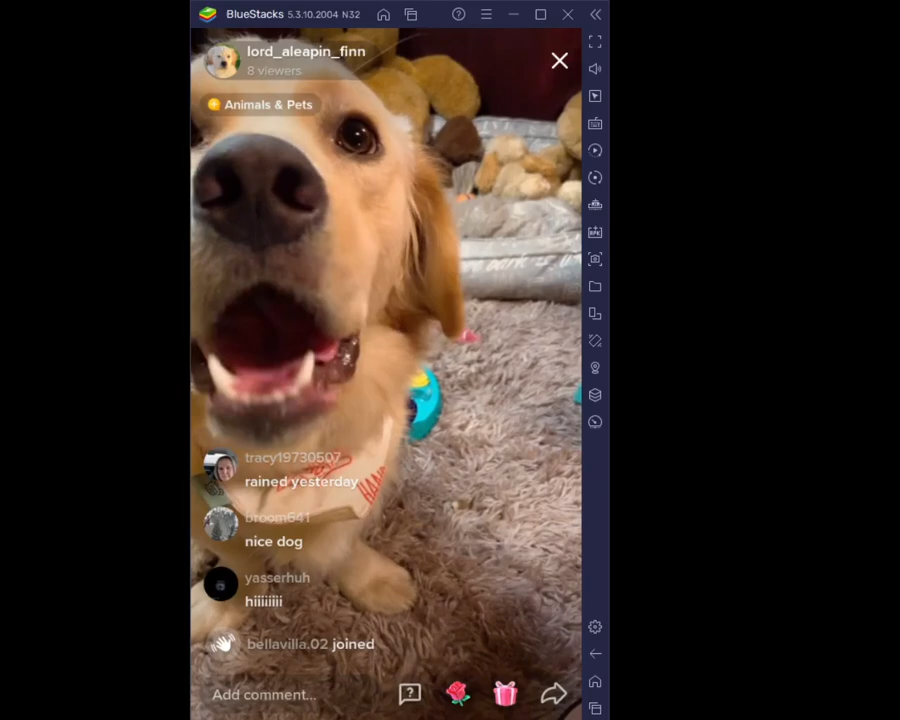 BlueStacks 5.3.10.2004 N32
lord_aleapin_finn
8 viewers
Animals & Pets
tracy19730507
rained yesterday
broom641
nice dog
yasserhuh
hiiiiiiii
bellavilla.02 joined
Add comment...